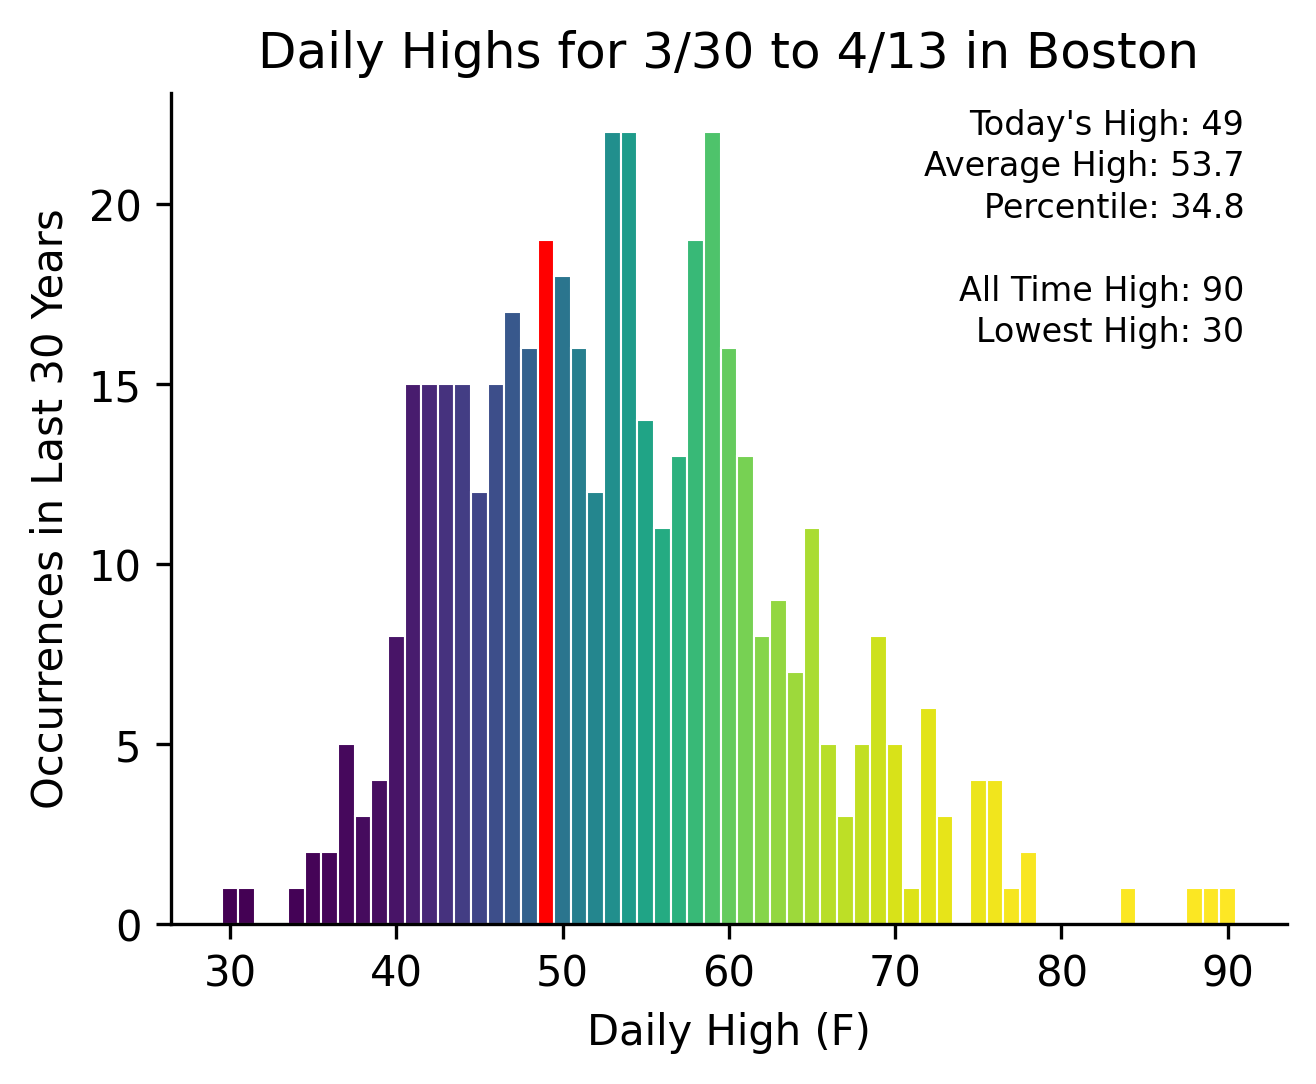 Daily Highs for 3/30 to 4/13 in Boston
Today's High: 49
Average High: 53.7
Percentile: 34.8
All Time High: 90
Lowest High: 30
Occurrences in Last 30 Years
20
15
10
5
0
30 40 50 60 70 80 90
Daily High (F)